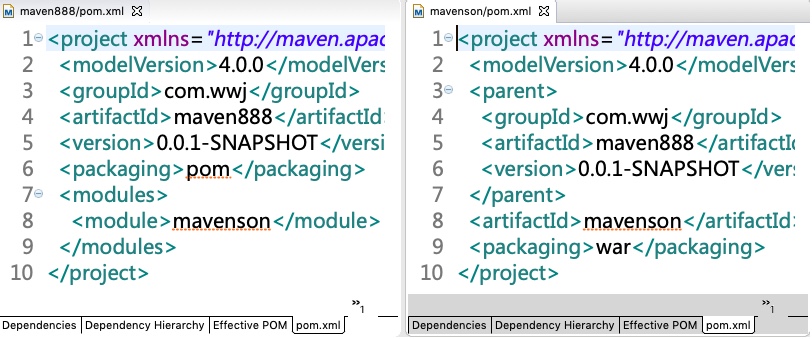 maven888/pom.xml
1 <project xmlns="http://maven.apac
2 <modelVersion>4.0.0</modelVers
3 <groupId>com.wwj</groupId>
4 <artifactId>maven888</artifactId>
5 <version>0.0.1-SNAPSHOT</versi
6 <packaging>pom</packaging>
7 <modules>
8 <module>mavenson</module>
9 </modules>
10 </project>
»1
Dependencies Dependency Hierarchy Effective POM pom.xml
mavenson/pom.xml
1 <project xmlns="http://maven.apac
2 <modelVersion>4.0.0</modelVers
3 <parent>
4 <groupId>com.wwj</groupId>
5 <artifactId>maven888</artifactId
6 <version>0.0.1-SNAPSHOT</vers
7 </parent>
8 <artifactId>mavenson</artifactId>
9 <packaging>war</packaging>
10 </project>
»1
Dependencies Dependency Hierarchy Effective POM pom.xml